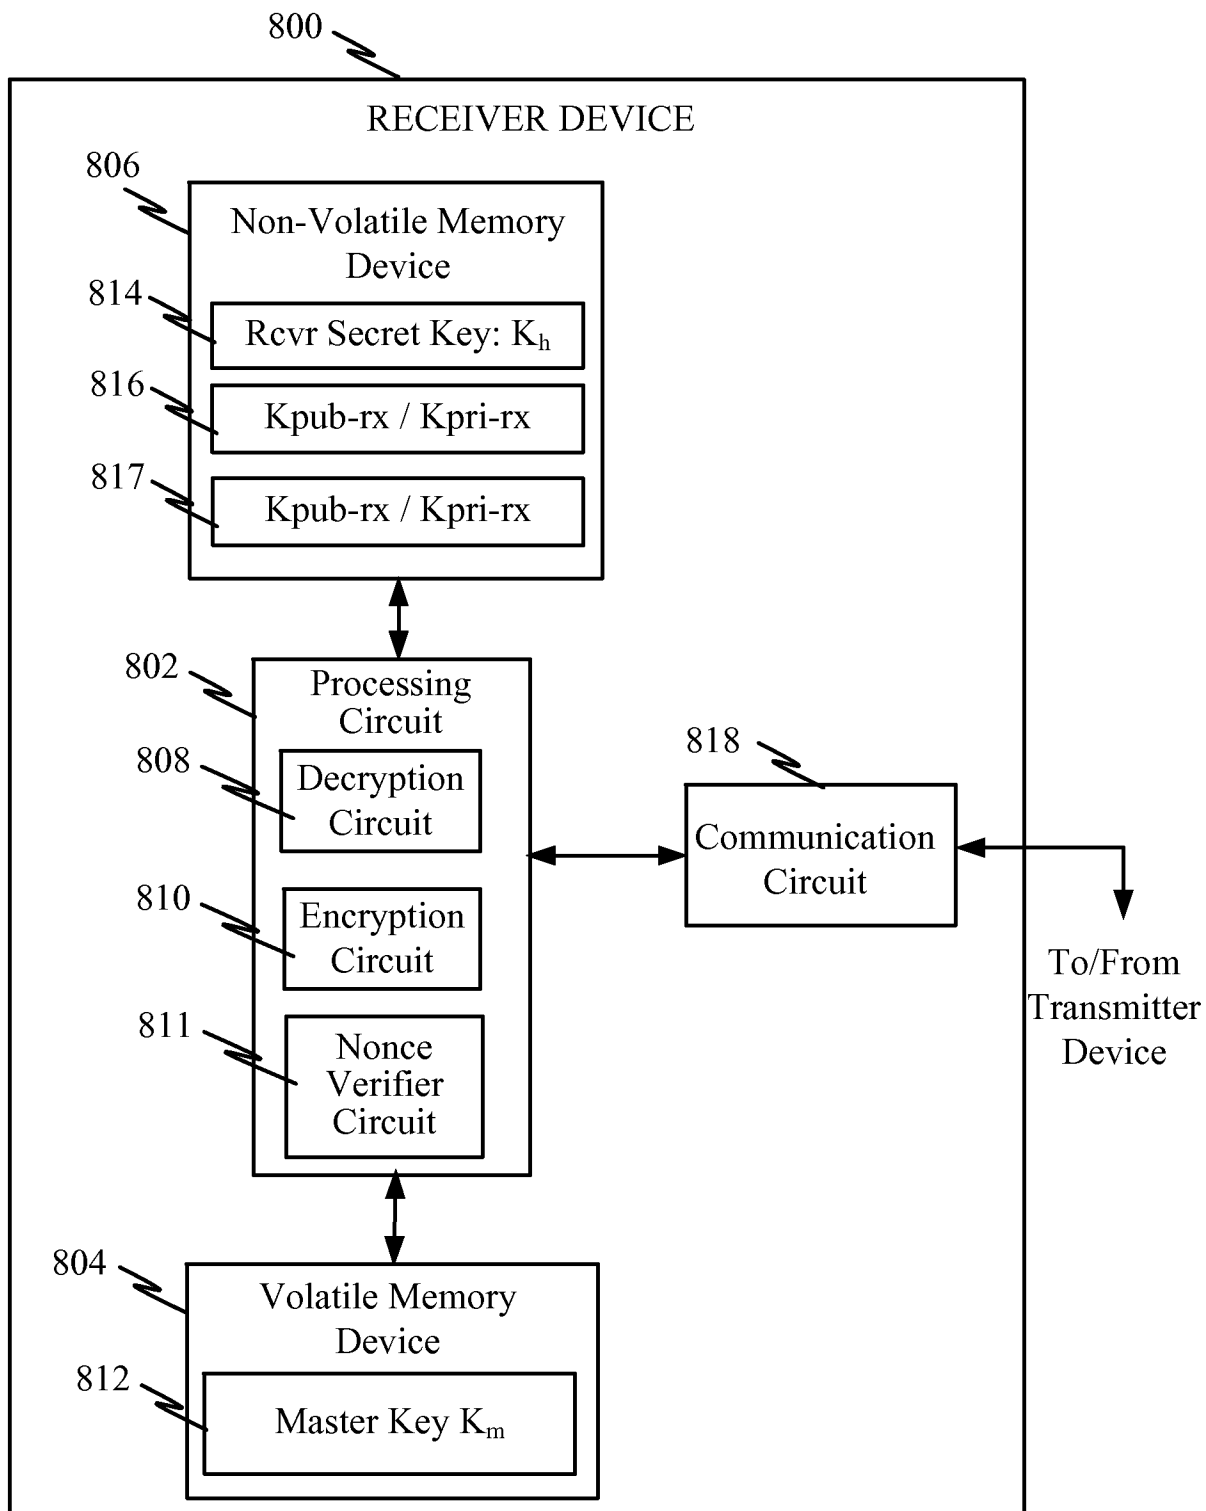 800
RECEIVER DEVICE
806
Non-Volatile Memory
Device
814
Rcvr Secret Key: Kₕ
816
Kpub-rx / Kpri-rx
817
Kpub-rx / Kpri-rx
802
Processing
Circuit
808
Decryption
Circuit
818
Communication
Circuit
810
Encryption
Circuit
To/From
Transmitter
Device
811
Nonce
Verifier
Circuit
804
Volatile Memory
Device
812
Master Key Kₘ